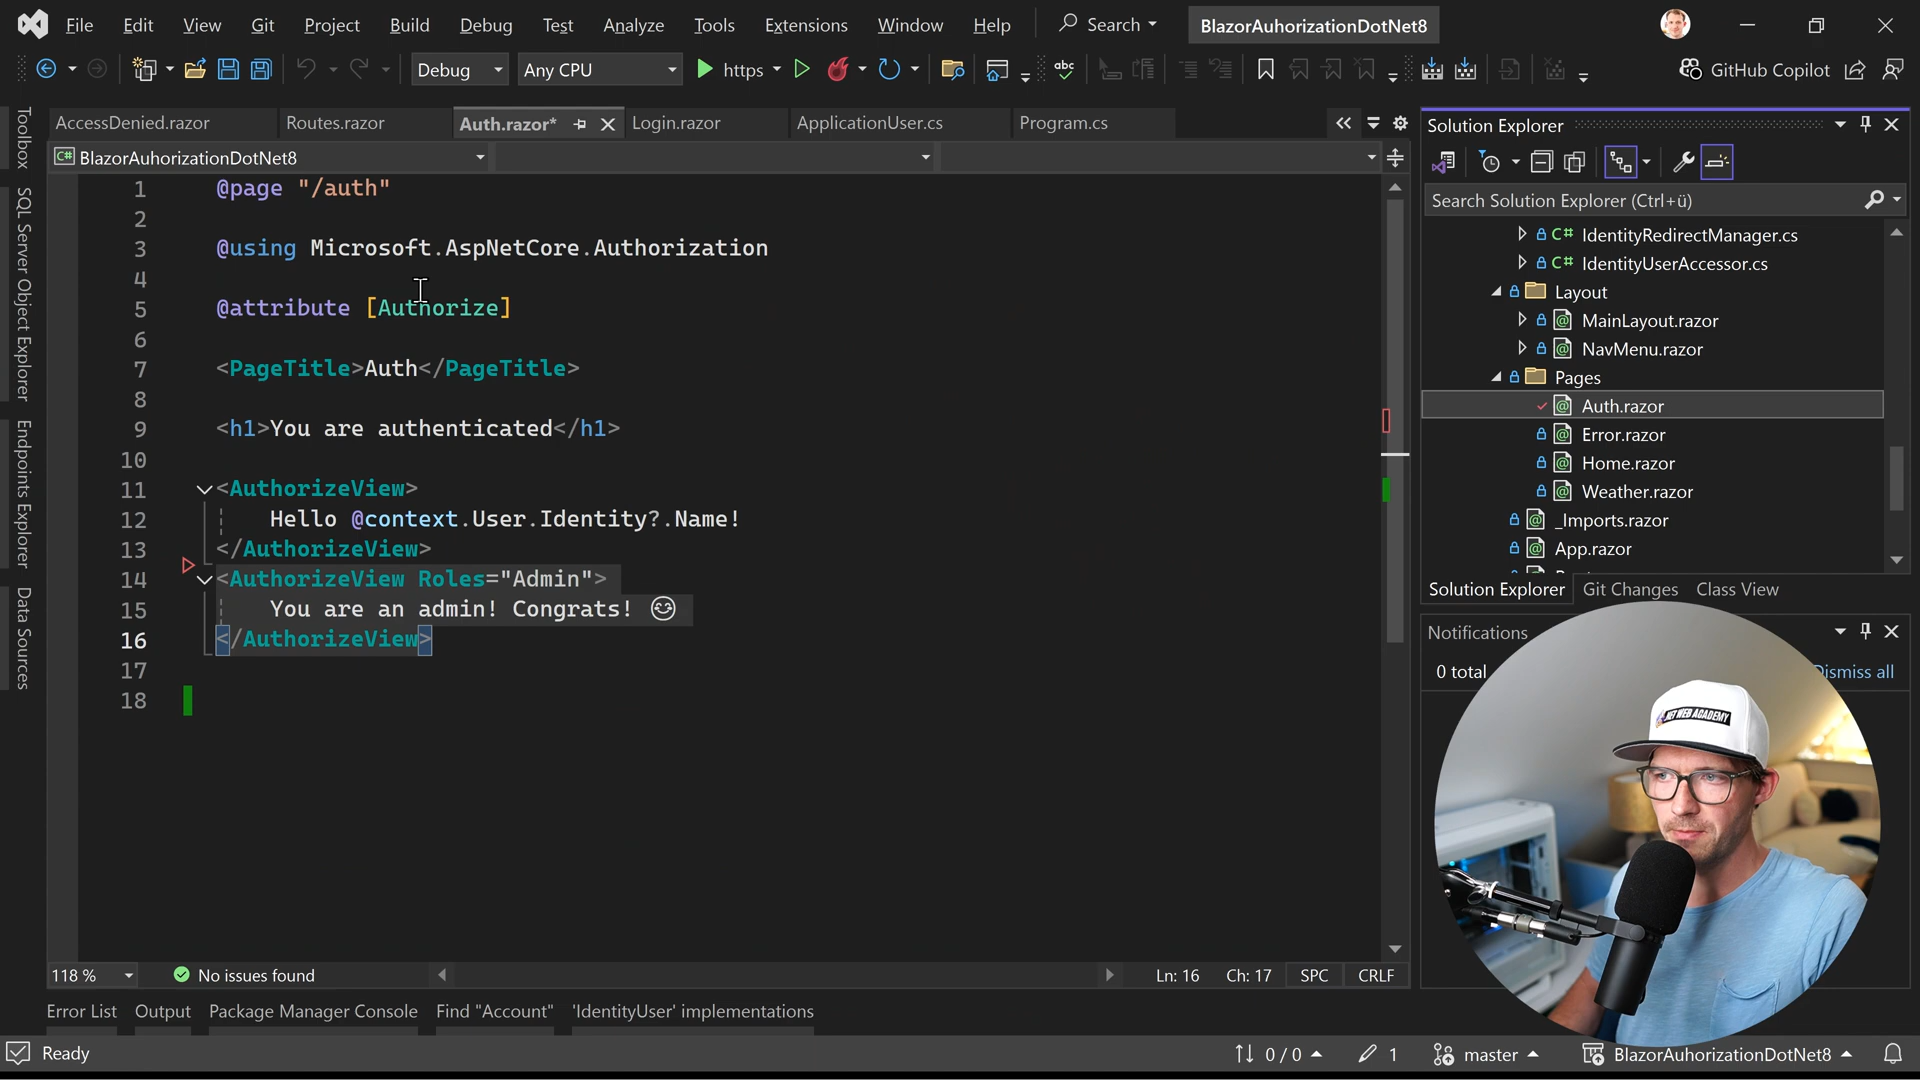 File Edit View Git Project Build Debug Test Analyze Tools Extensions Window Help Search BlazorAuhorizationDotNet8
Debug Any CPU https GitHub Copilot
AccessDenied.razor Routes.razor Auth.razor* Login.razor ApplicationUser.cs Program.cs
BlazorAuhorizationDotNet8
Toolbox
SQL Server Object Explorer
Endpoints Explorer
Data Sources
1 @page "/auth"
2
3 @using Microsoft.AspNetCore.Authorization
4
5 @attribute [Authorize]
6
7 <PageTitle>Auth</PageTitle>
8
9 <h1>You are authenticated</h1>
10
11 <AuthorizeView>
12 Hello @context.User.Identity?.Name!
13 </AuthorizeView>
14 <AuthorizeView Roles="Admin">
15 You are an admin! Congrats! 😊
16 </AuthorizeView>
17
18
118 % No issues found Ln: 16 Ch: 17 SPC CRLF
Error List Output Package Manager Console Find "Account" 'IdentityUser' implementations
Ready 0 / 0 1 master BlazorAuhorizationDotNet8
Solution Explorer
Search Solution Explorer (Ctrl+ü)
C# IdentityRedirectManager.cs
C# IdentityUserAccessor.cs
Layout
MainLayout.razor
NavMenu.razor
Pages
Auth.razor
Error.razor
Home.razor
Weather.razor
_Imports.razor
App.razor
Solution Explorer Git Changes Class View
Notifications
0 total Dismiss all
.NET WEB ACADEMY